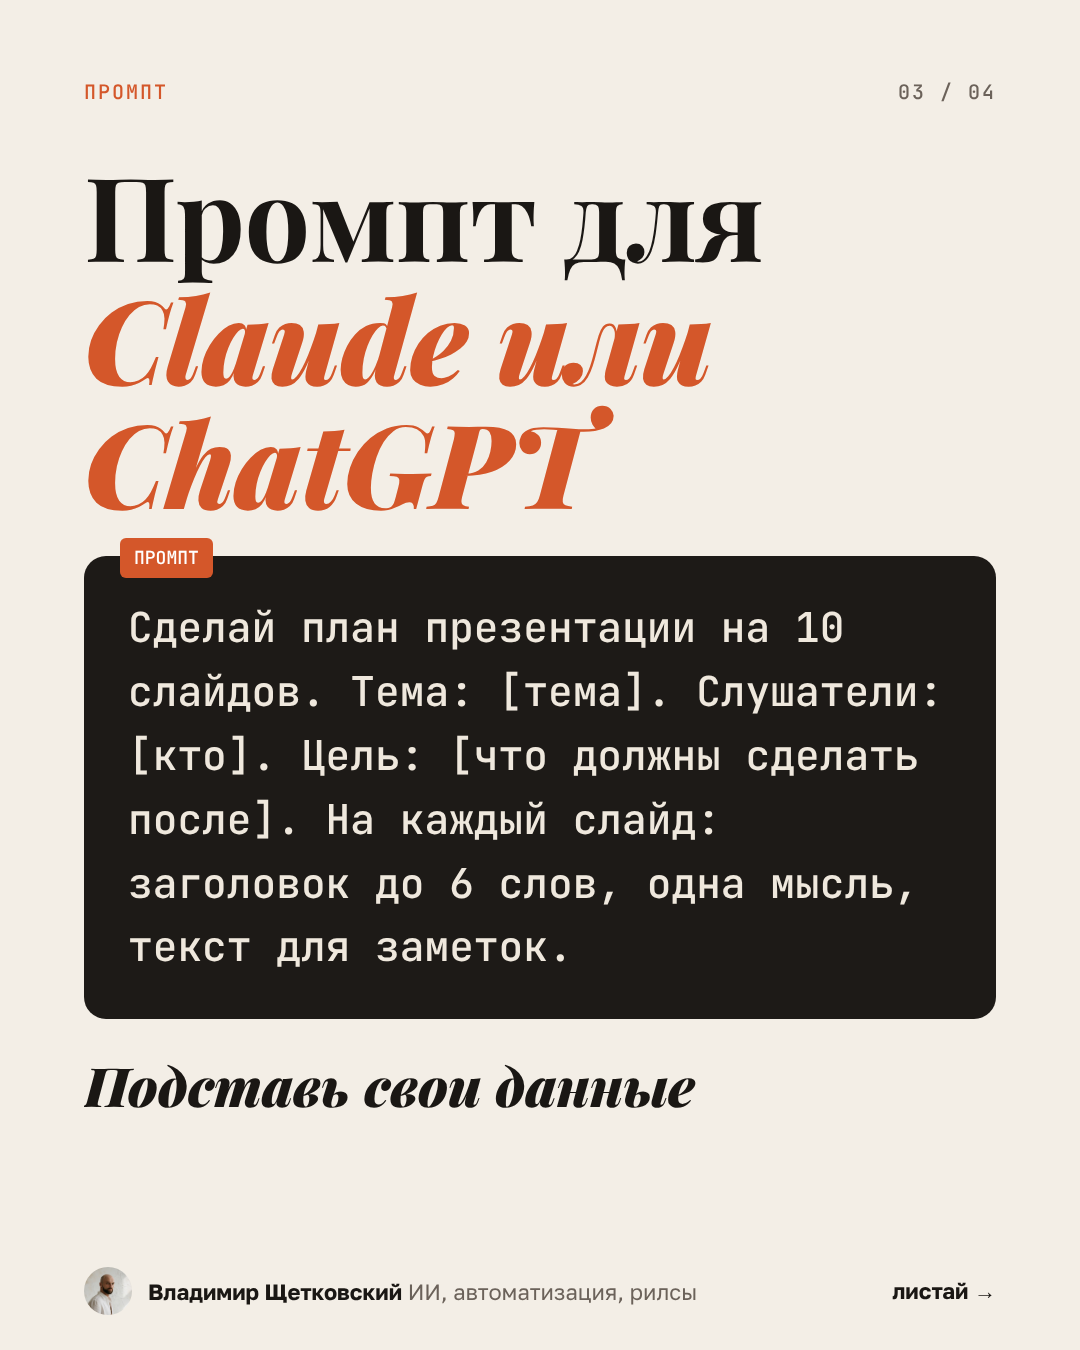 ПРОМПТ
03 / 04
Промпт для
Claude или
ChatGPT
ПРОМПТ
Сделай план презентации на 10
слайдов. Тема: [тема]. Слушатели:
[кто]. Цель: [что должны сделать
после]. На каждый слайд:
заголовок до 6 слов, одна мысль,
текст для заметок.
Подставь свои данные
Владимир Щетковский ИИ, автоматизация, рилсы
листай →